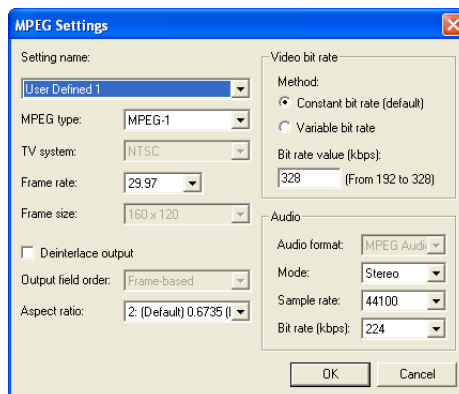 MPEG Settings
Setting name:
User Defined 1
MPEG type: MPEG-1
TV system: NTSC
Frame rate: 29.97
Frame size: 160 x 120
Deinterlace output
Output field order: Frame-based
Aspect ratio: 2: (Default) 0.6735 (
Video bit rate
Method:
Constant bit rate (default)
Variable bit rate
Bit rate value (kbps):
328 (From 192 to 328)
Audio
Audio format: MPEG Audi
Mode: Stereo
Sample rate: 44100
Bit rate (kbps): 224
OK Cancel